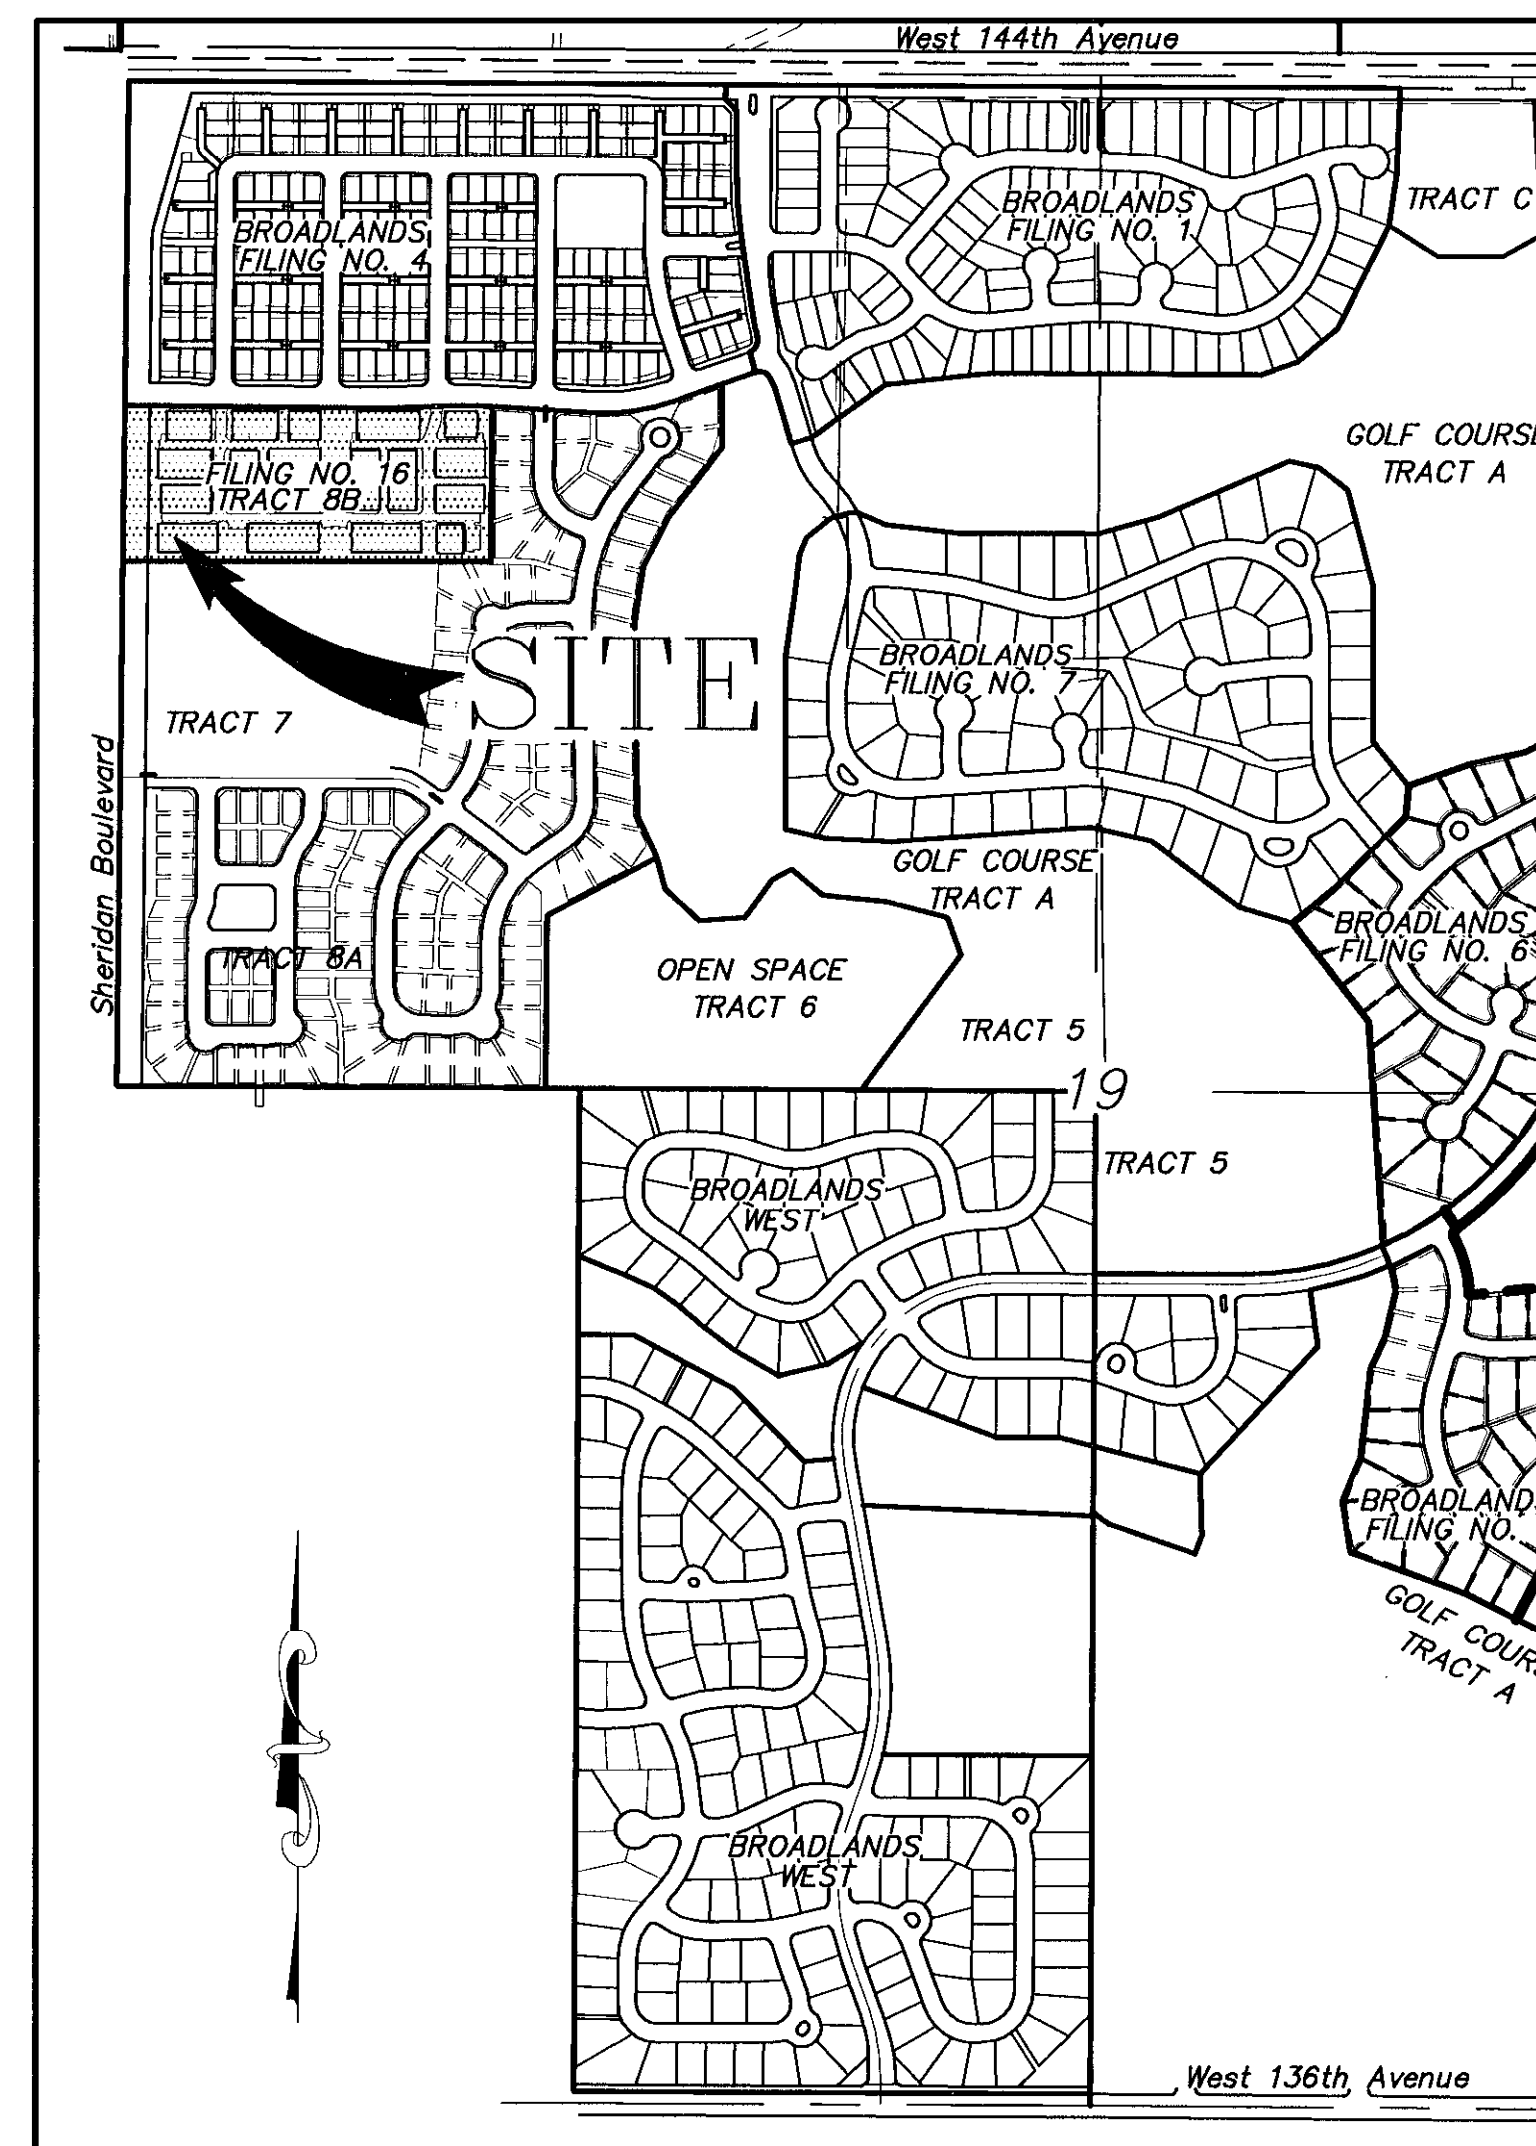 West 144th Avenue
BROADLANDS
FILING NO. 4
BROADLANDS
FILING NO. 1
TRACT C
FILING NO. 16
TRACT 8B
GOLF COURSE
TRACT A
SITE
BROADLANDS
FILING NO. 7
TRACT 7
Sheridan Boulevard
GOLF COURSE
TRACT A
BROADLANDS
FILING NO. 6
TRACT 8A
OPEN SPACE
TRACT 6
TRACT 5
19
TRACT 5
BROADLANDS
WEST
BROADLAND
FILING NO.
GOLF COUR
TRACT A
BROADLANDS
WEST
West 136th Avenue